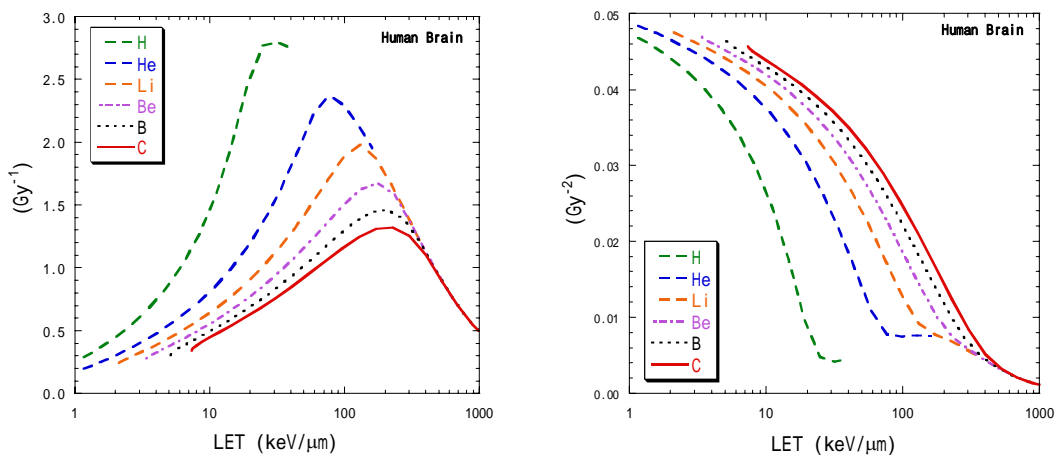 3.0
2.5
2.0
1.5
1.0
0.5
0.0
(Gy-1)
Human Brain
H
He
Li
Be
B
C
1 10 100 1000
LET (keV/μm)
0.05
0.04
0.03
0.02
0.01
0.00
(Gy-2)
Human Brain
H
He
Li
Be
B
C
1 10 100 1000
LET (keV/μm)